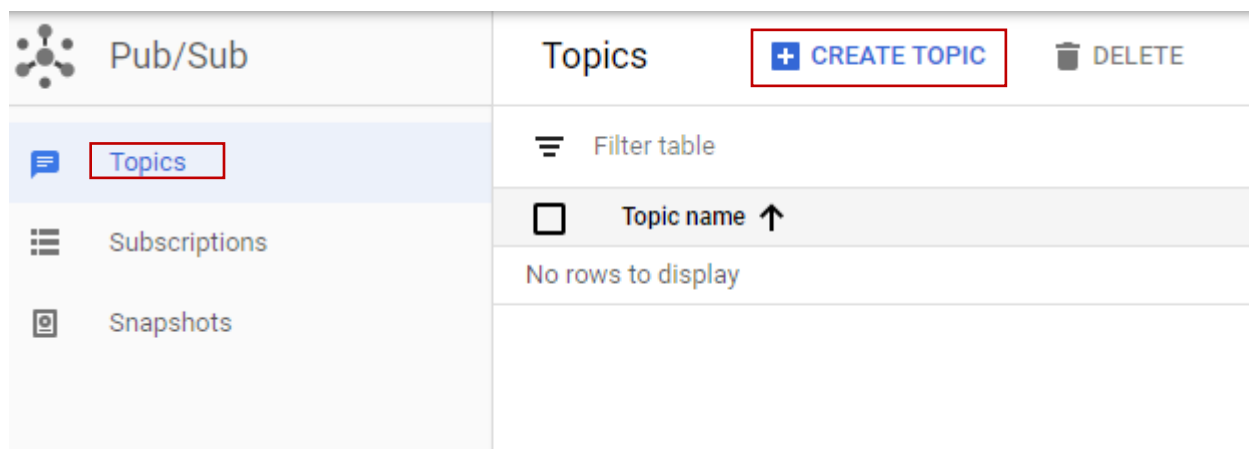 Pub/Sub
Topics
Subscriptions
Snapshots
Topics CREATE TOPIC DELETE
Filter table
Topic name
No rows to display